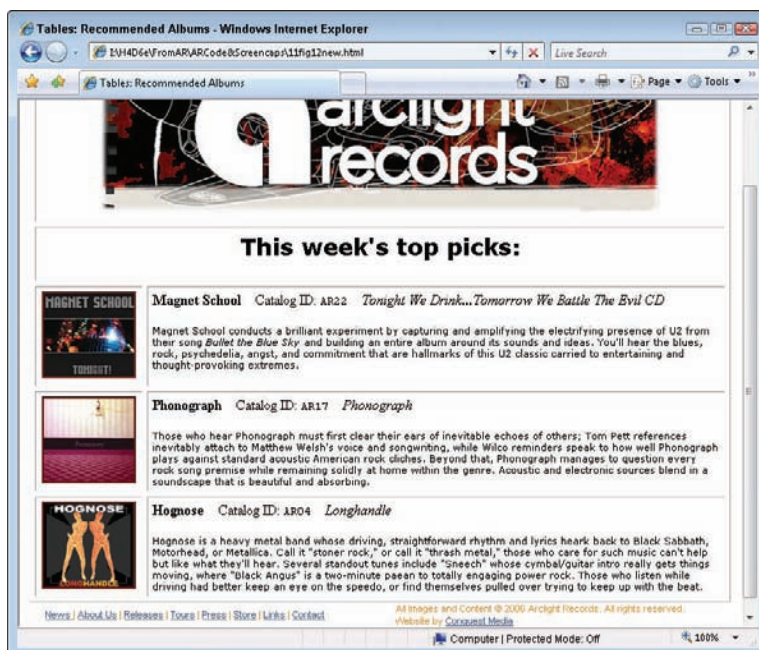 Tables: Recommended Albums - Windows Internet Explorer
I:\H4D6e\FromAR\ARCode&Screencaps\11fig12new.html
Live Search
Tables: Recommended Albums
Page
Tools
arclight
records
This week's top picks:
MAGNET SCHOOL
TONIGHT!
Magnet School Catalog ID: AR22 Tonight We Drink...Tomorrow We Battle The Evil CD
Magnet School conducts a brilliant experiment by capturing and amplifying the electrifying presence of U2 from
their song Bullet the Blue Sky and building an entire album around its sounds and ideas. You'll hear the blues,
rock, psychedelia, angst, and commitment that are hallmarks of this U2 classic carried to entertaining and
thought-provoking extremes.
Phonograph Catalog ID: AR17 Phonograph
Those who hear Phonograph must first clear their ears of inevitable echoes of others; Tom Pett references
inevitably attach to Matthew Welsh's voice and songwriting, while Wilco reminders speak to how well Phonograph
plays against standard acoustic American rock cliches. Beyond that, Phonograph manages to question every
rock song premise while remaining solidly at home within the genre. Acoustic and electronic sources blend in a
soundscape that is beautiful and absorbing.
HOGNOSE
LONGHANDLE
Hognose Catalog ID: AR04 Longhandle
Hognose is a heavy metal band whose driving, straightforward rhythm and lyrics heark back to Black Sabbath,
Motorhead, or Metallica. Call it "stoner rock," or call it "thrash metal," those who care for such music can't help
but like what they'll hear. Several standout tunes include "Sneech" whose cymbal/guitar intro really gets things
moving, where "Black Angus" is a two-minute paean to totally engaging power rock. Those who listen while
driving had better keep an eye on the speedo, or find themselves pulled over trying to keep up with the beat.
News | About Us | Releases | Tours | Press | Store | Links | Contact
All Images and Content © 2006 Arclight Records. All rights reserved.
Website by Conquest Media
Computer | Protected Mode: Off
100%